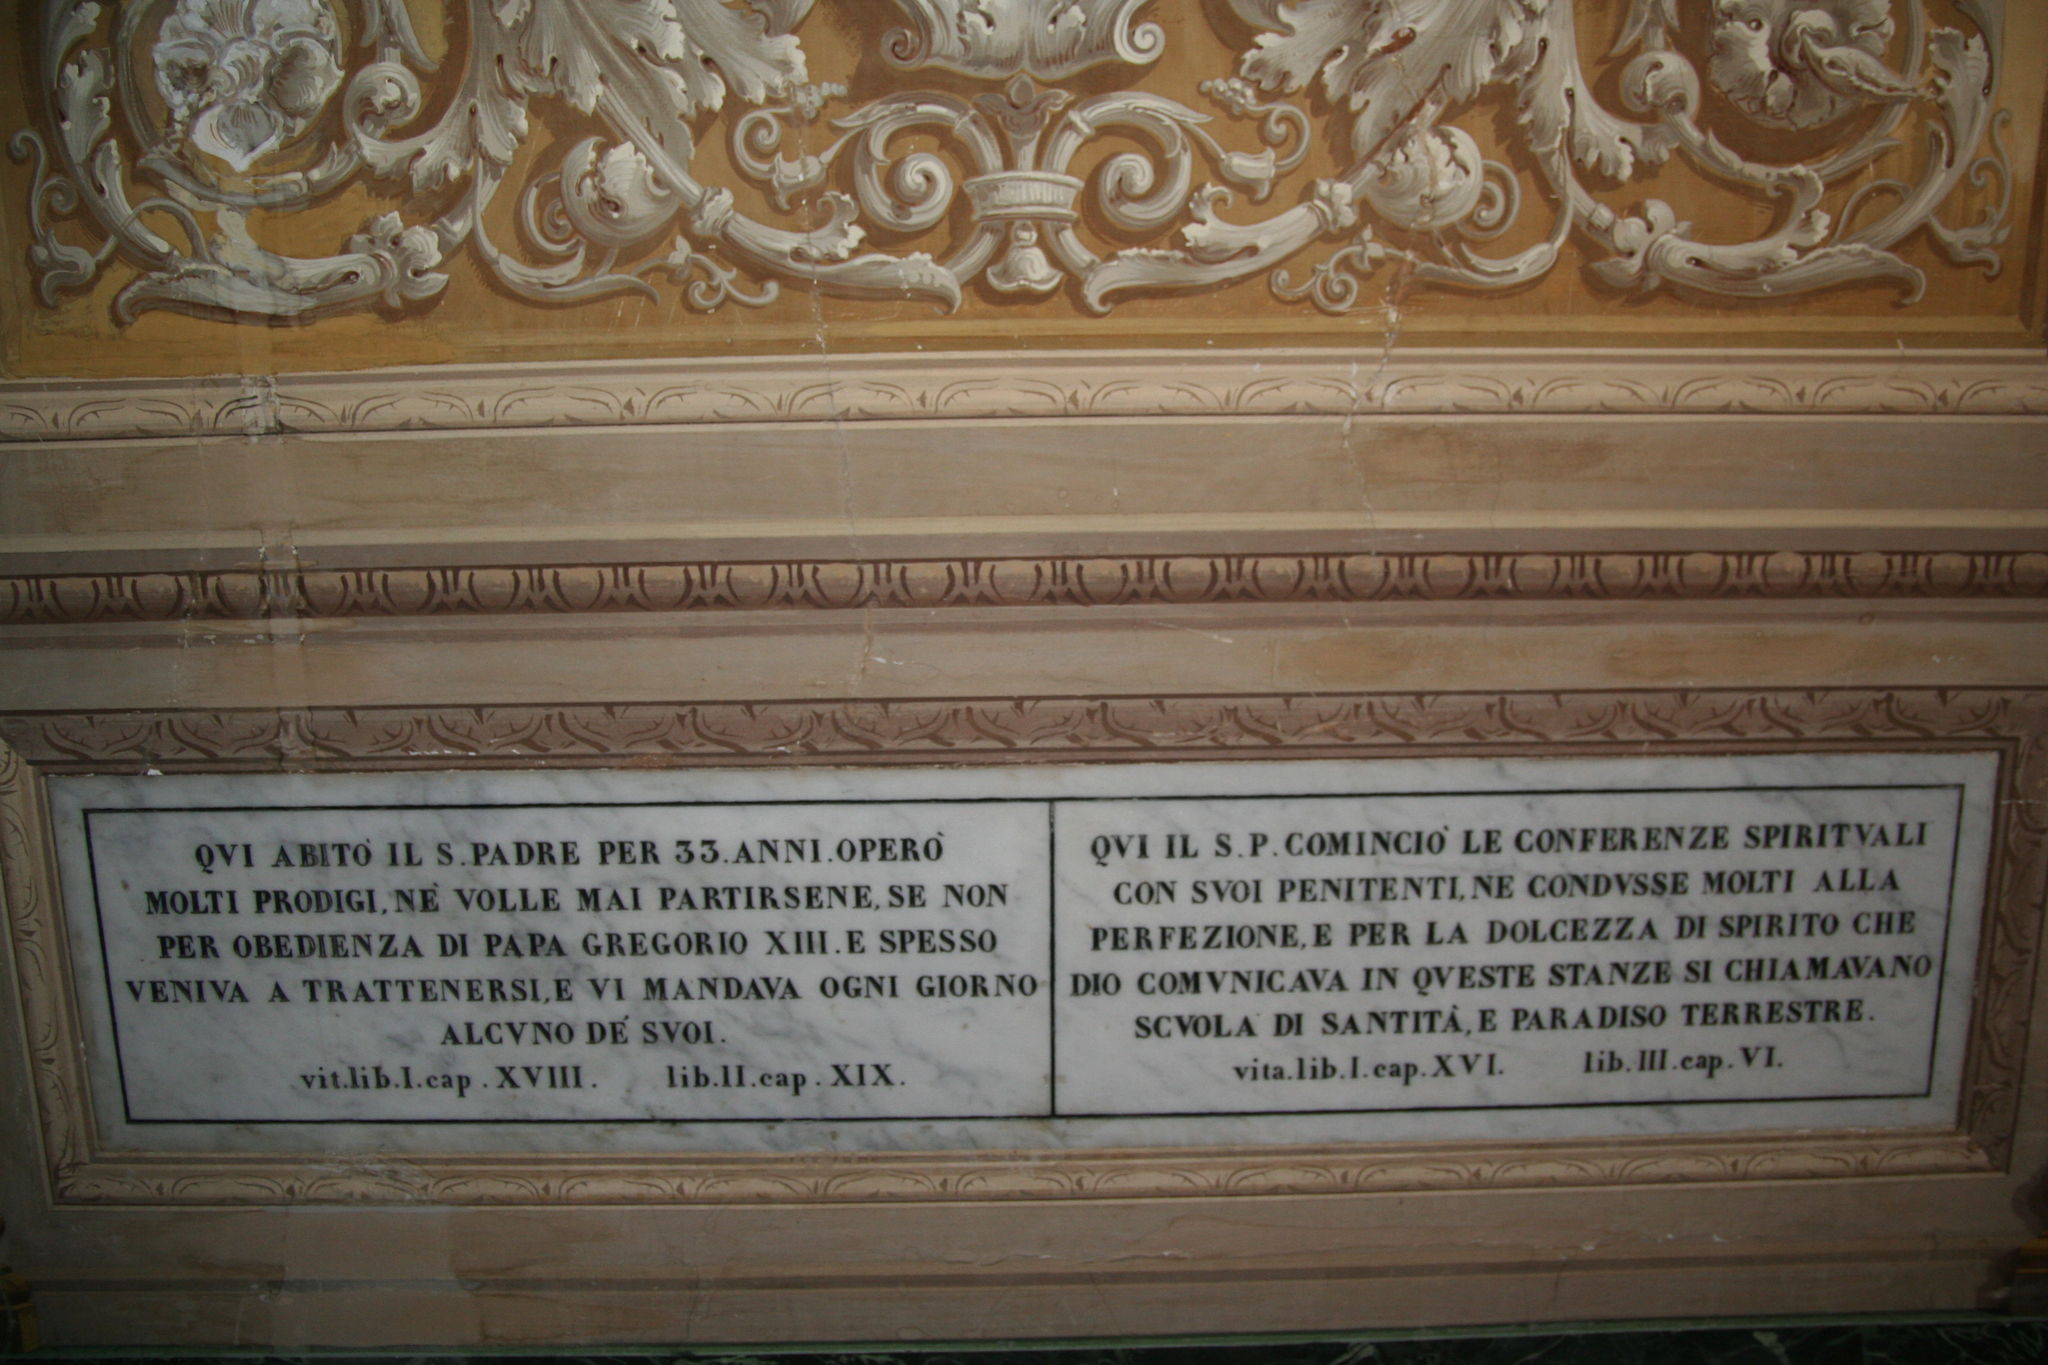 QVI ABITÒ IL S.PADRE PER 33.ANNI.OPERÒ
MOLTI PRODIGI, NÈ VOLLE MAI PARTIRSENE, SE NON
PER OBEDIENZA DI PAPA GREGORIO XIII. E SPESSO
VENIVA A TRATTENERSI, E VI MANDAVA OGNI GIORNO
ALCVNO DE' SVOI.
vit.lib.I.cap.XVIII. lib.II.cap.XIX.
QVI IL S.P. COMINCIÒ LE CONFERENZE SPIRITVALI
CON SVOI PENITENTI, NE CONDVSSE MOLTI ALLA
PERFEZIONE, E PER LA DOLCEZZA DI SPIRITO CHE
DIO COMVNICAVA IN QVESTE STANZE SI CHIAMAVANO
SCVOLA DI SANTITÀ, E PARADISO TERRESTRE.
vita.lib.I.cap.XVI. lib.III.cap.VI.